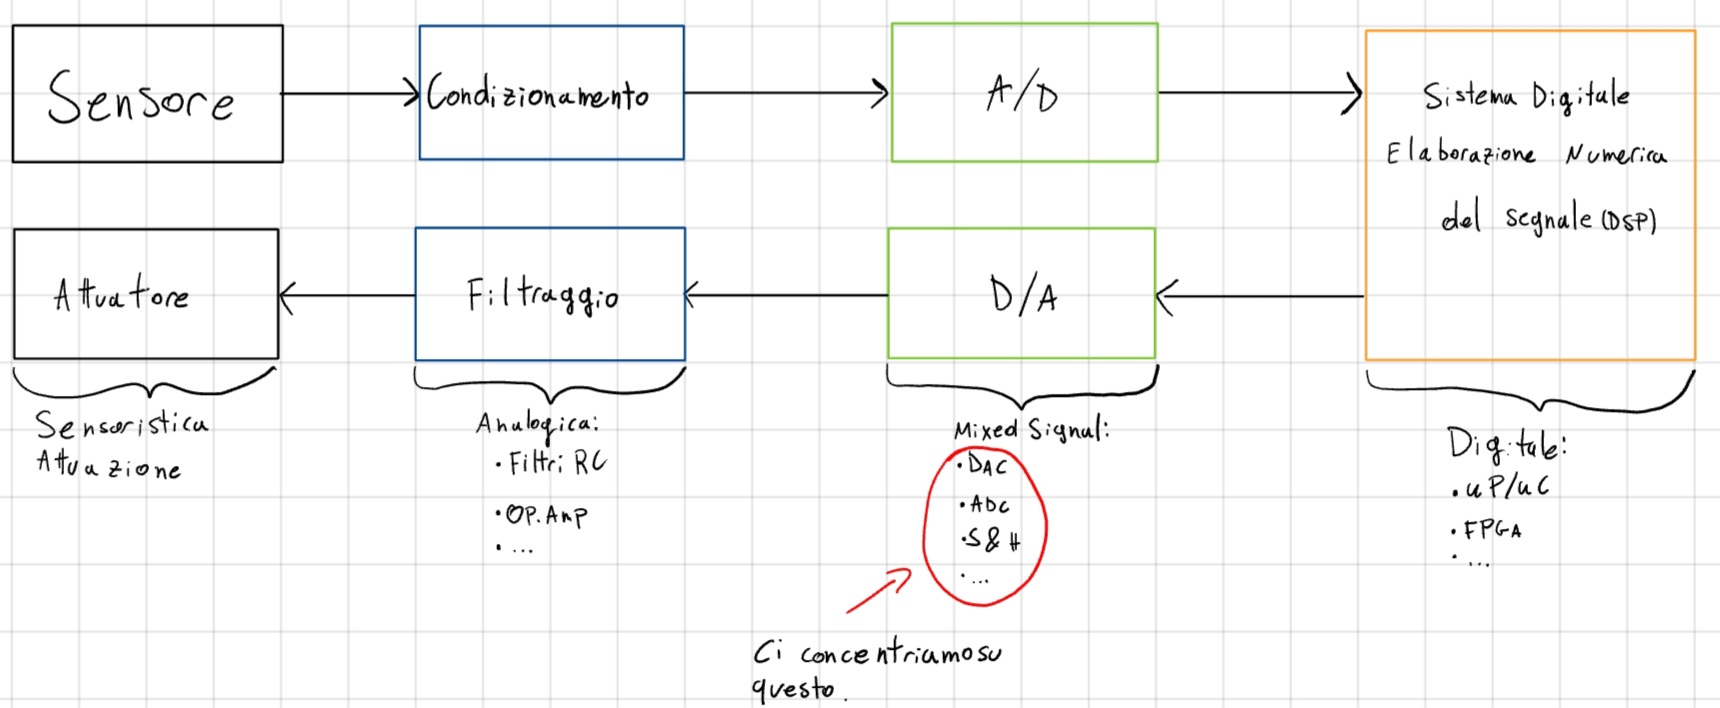 Sensore
Condizionamento
A/D
Sistema Digitale
Elaborazione Numerica
del segnale (DSP)
Attuatore
Filtraggio
D/A
Sensoristica
Attuazione
Analogica:
• Filtri RC
• OP. Amp
• ...
Mixed Signal:
• DAC
• ADC
• S & H
• ...
Digitale:
• uP/uC
• FPGA
• ...
Ci concentriamo su
questo.